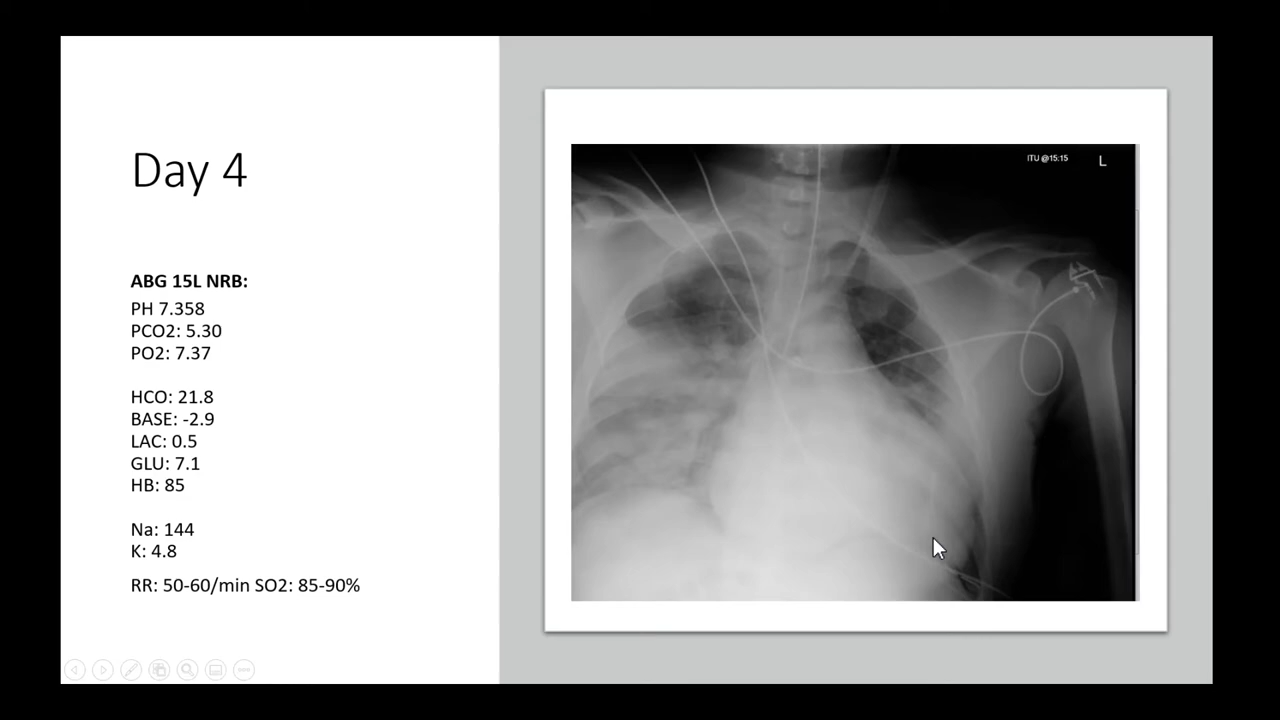 Day 4
ABG 15L NRB:
PH 7.358
PCO2: 5.30
PO2: 7.37
HCO: 21.8
BASE: -2.9
LAC: 0.5
GLU: 7.1
HB: 85
Na: 144
K: 4.8
RR: 50-60/min SO2: 85-90%
ITU @15:15
L